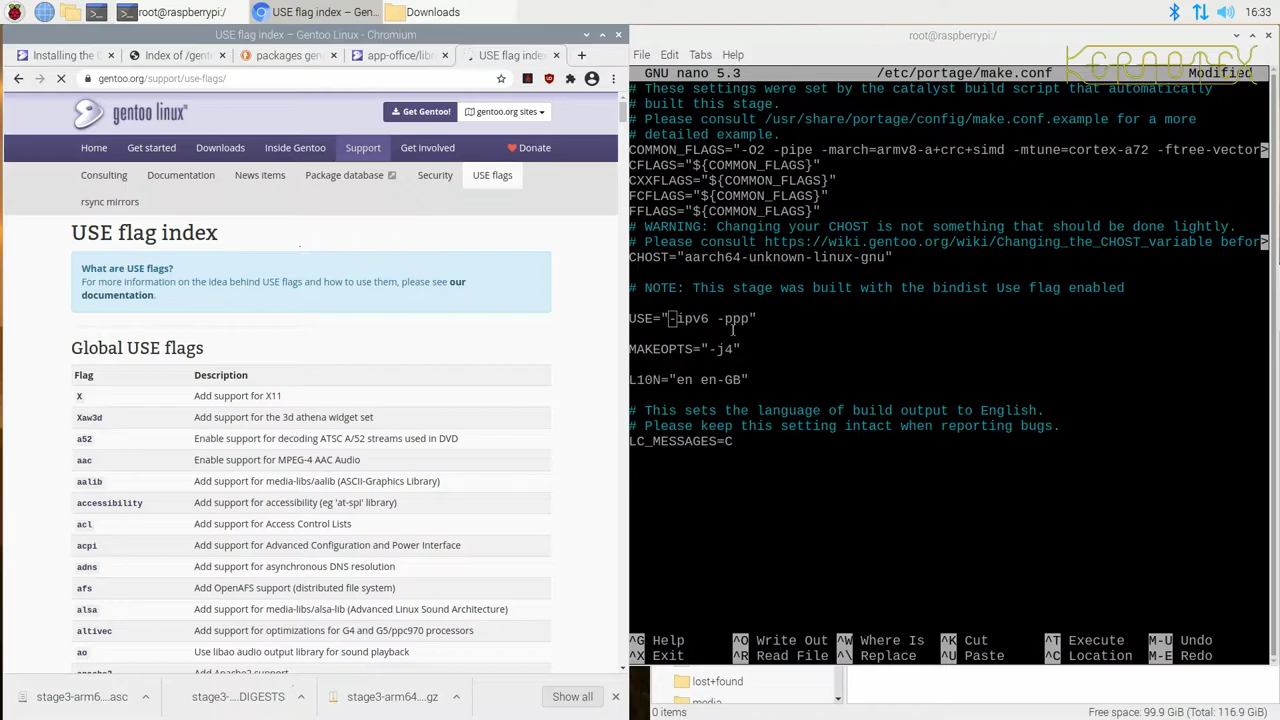 root@raspberrypi:/
USE flag index – Ge...
Downloads
16:33
USE flag index – Gentoo Linux - Chromium
Installing the G
Index of /gento
packages gen
app-office/lib
USE flag index
gentoo.org/support/use-flags/
gentoo linux™
Get Gentoo!
gentoo.org sites
Home
Get started
Downloads
Inside Gentoo
Support
Get involved
Donate
Consulting
Documentation
News items
Package database
Security
USE flags
rsync mirrors
USE flag index
What are USE flags?
For more information on the idea behind USE flags and how to use them, please see our
documentation.
Global USE flags
Flag Description
X Add support for X11
Xaw3d Add support for the 3d athena widget set
a52 Enable support for decoding ATSC A/52 streams used in DVD
aac Enable support for MPEG-4 AAC Audio
aalib Add support for media-libs/aalib (ASCII-Graphics Library)
accessibility Add support for accessibility (eg 'at-spi' library)
acl Add support for Access Control Lists
acpi Add support for Advanced Configuration and Power Interface
adns Add support for asynchronous DNS resolution
afs Add OpenAFS support (distributed file system)
alsa Add support for media-libs/alsa-lib (Advanced Linux Sound Architecture)
altivec Add support for optimizations for G4 and G5/ppc970 processors
ao Use libao audio output library for sound playback
stage3-arm6....asc
stage3-....DIGESTS
stage3-arm64....gz
Show all
root@raspberrypi:/
File Edit Tabs Help
GNU nano 5.3 /etc/portage/make.conf Modified
# These settings were set by the catalyst build script that automatically
# built this stage.
# Please consult /usr/share/portage/config/make.conf.example for a more
# detailed example.
COMMON_FLAGS="-O2 -pipe -march=armv8-a+crc+simd -mtune=cortex-a72 -ftree-vector>
CFLAGS="${COMMON_FLAGS}"
CXXFLAGS="${COMMON_FLAGS}"
FCFLAGS="${COMMON_FLAGS}"
FFLAGS="${COMMON_FLAGS}"
# WARNING: Changing your CHOST is not something that should be done lightly.
# Please consult https://wiki.gentoo.org/wiki/Changing_the_CHOST_variable befor>
CHOST="aarch64-unknown-linux-gnu"
# NOTE: This stage was built with the bindist Use flag enabled
USE="-ipv6 -ppp"
MAKEOPTS="-j4"
L10N="en en-GB"
# This sets the language of build output to English.
# Please keep this setting intact when reporting bugs.
LC_MESSAGES=C
^G Help ^O Write Out ^W Where Is ^K Cut ^T Execute M-U Undo
^X Exit ^R Read File ^\ Replace ^U Paste ^C Location M-E Redo
lost+found
media
0 items
Free space: 99.9 GiB (Total: 116.9 GiB)